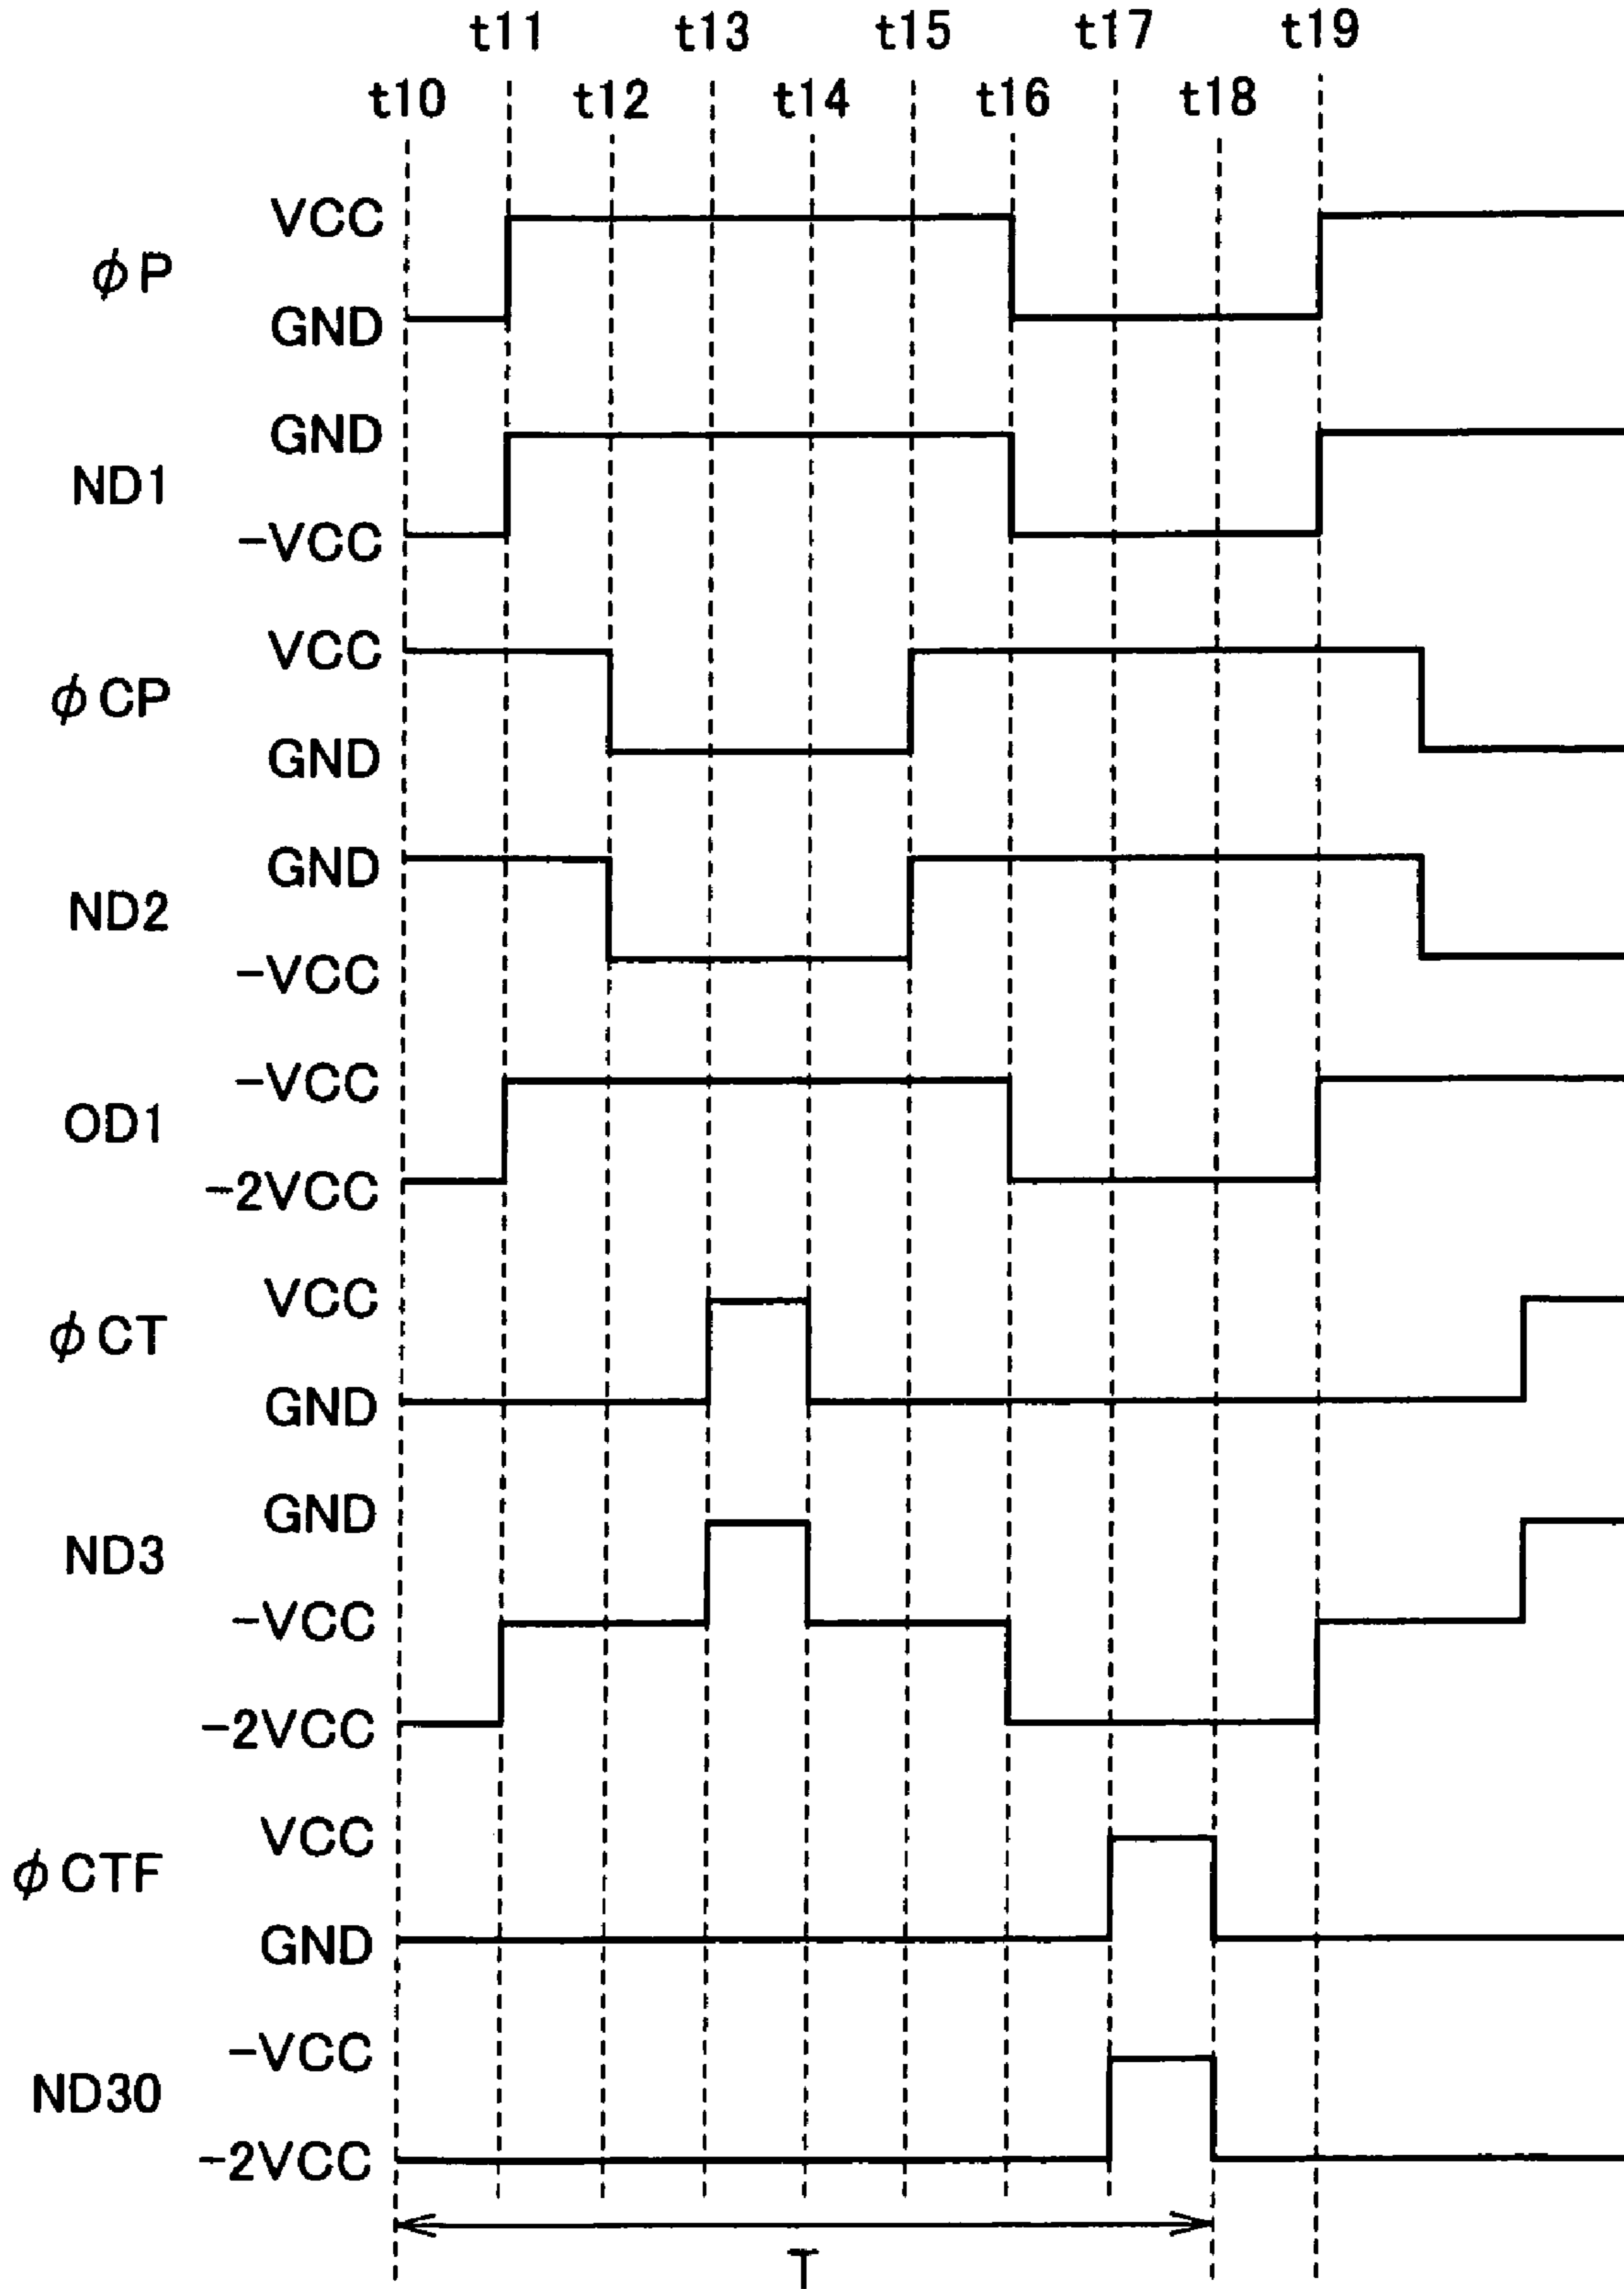 t11 t13 t15 t17 t19
t10 t12 t14 t16 t18
VCC
φP
GND
GND
ND1
-VCC
VCC
φCP
GND
GND
ND2
-VCC
-VCC
OD1
-2VCC
VCC
φCT
GND
GND
ND3
-VCC
-2VCC
VCC
φCTF
GND
-VCC
ND30
-2VCC
T